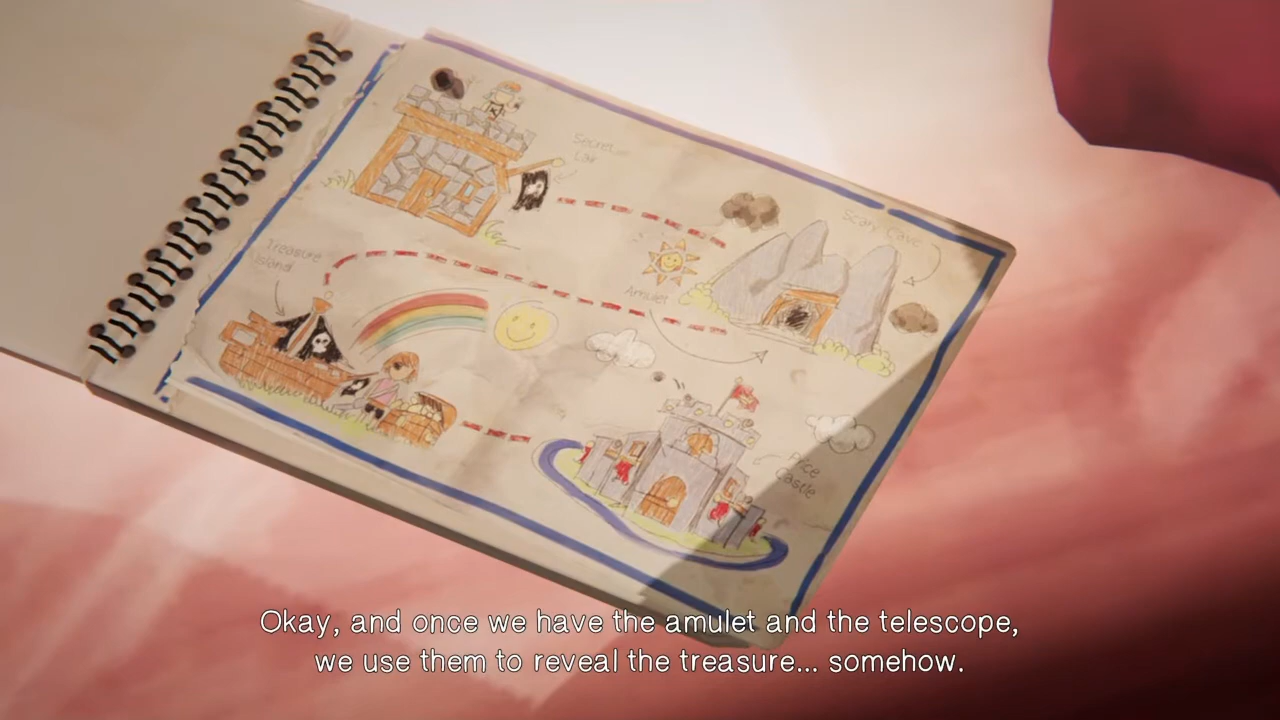 Secret
Lair
Scary Cave
Treasure
Island
Amulet
Castle
Okay, and once we have the amulet and the telescope,
we use them to reveal the treasure... somehow.